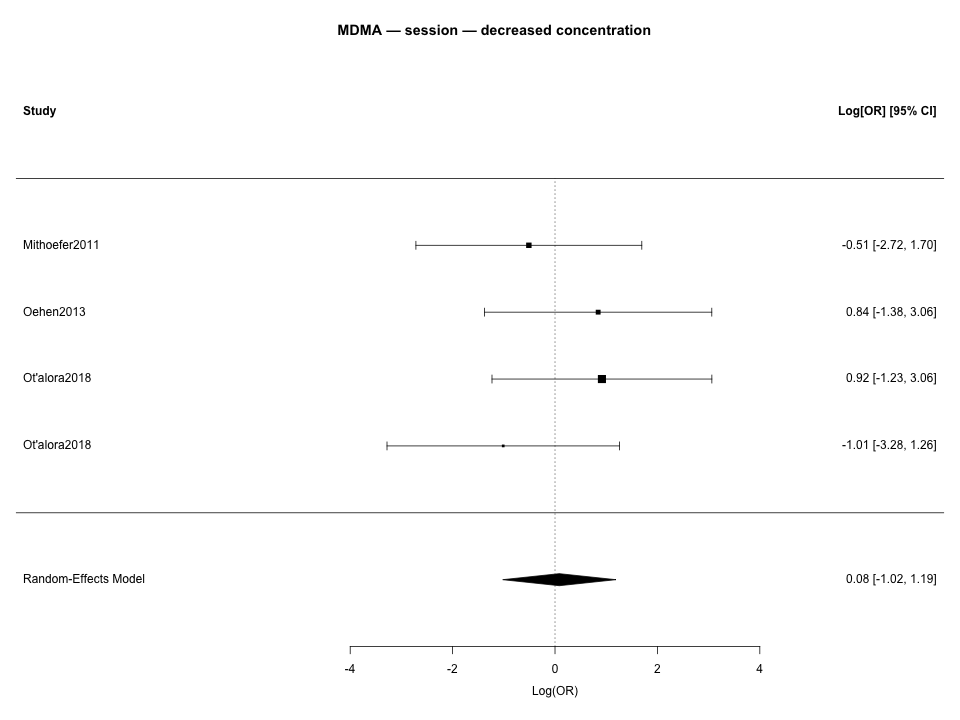 MDMA — session — decreased concentration
Study Log[OR] [95% CI]
Mithoefer2011 -0.51 [-2.72, 1.70]
Oehen2013 0.84 [-1.38, 3.06]
Ot'alora2018 0.92 [-1.23, 3.06]
Ot'alora2018 -1.01 [-3.28, 1.26]
Random-Effects Model 0.08 [-1.02, 1.19]
-4 -2 0 2 4
Log(OR)